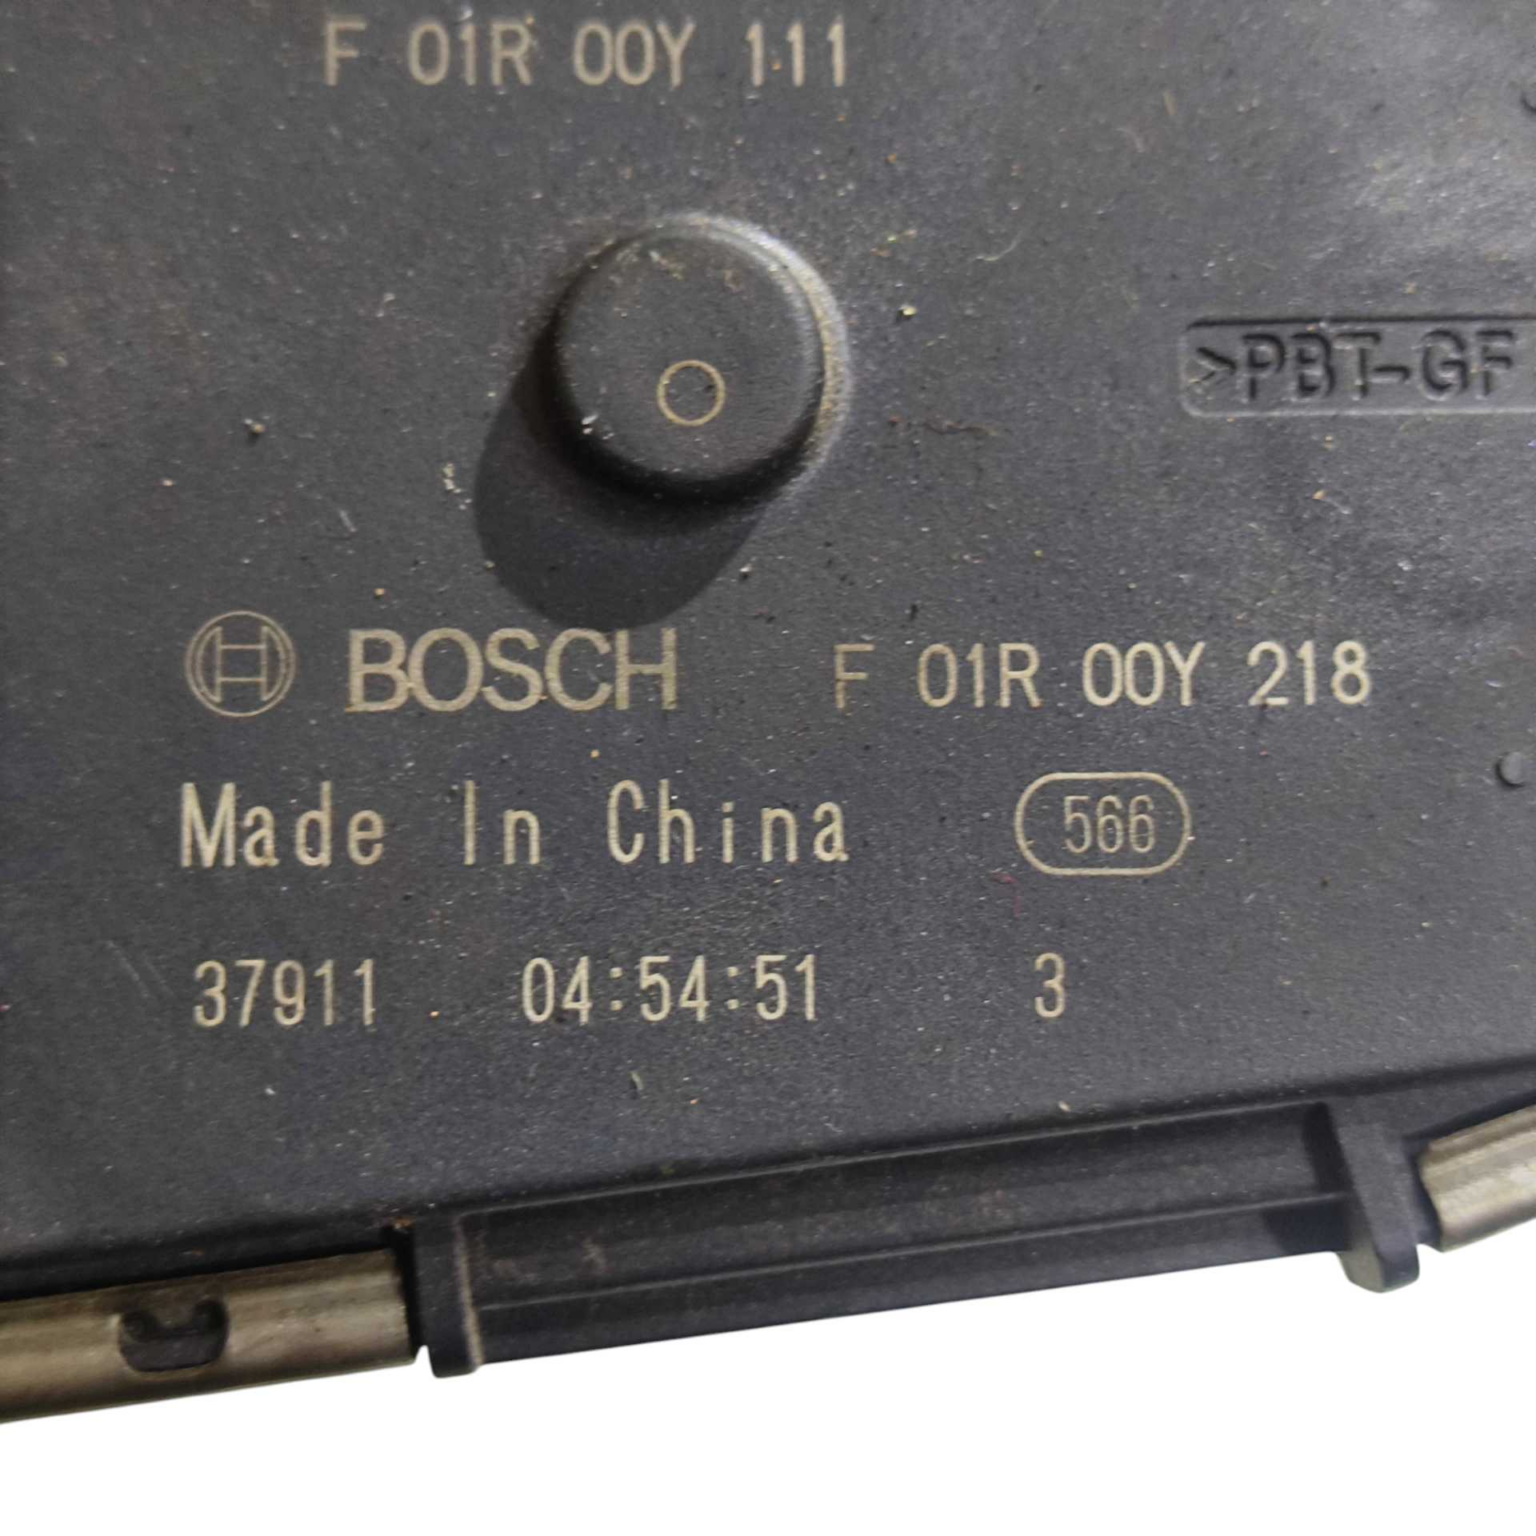 F 01R 00Y 111
>PBT-GF
BOSCH F 01R 00Y 218
Made In China 566
37911 04:54:51 3